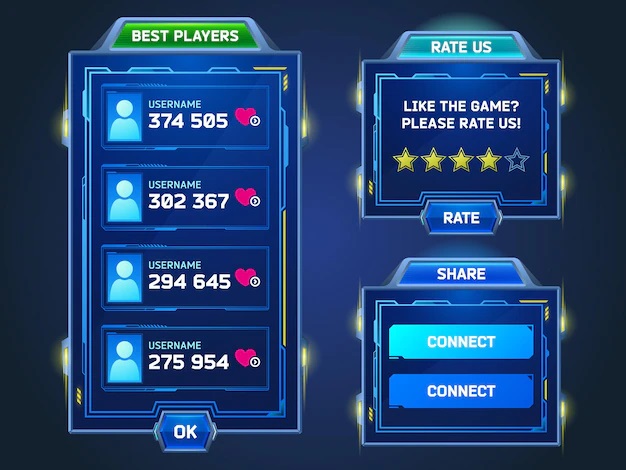 BEST PLAYERS
USERNAME
374 505
USERNAME
302 367
USERNAME
294 645
USERNAME
275 954
OK
RATE US
LIKE THE GAME?
PLEASE RATE US!
RATE
SHARE
CONNECT
CONNECT